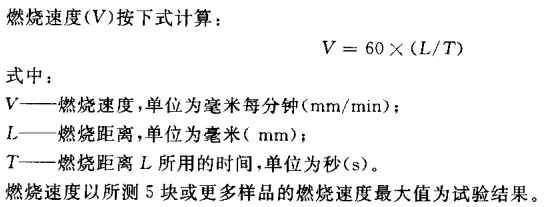 燃烧速度(V)按下式计算:
V = 60×(L/T)
式中:
V——燃烧速度,单位为毫米每分钟(mm/min);
L——燃烧距离,单位为毫米( mm);
T——燃烧距离 L 所用的时间,单位为秒(s)。
燃烧速度以所测 5 块或更多样品的燃烧速度最大值为试验结果。